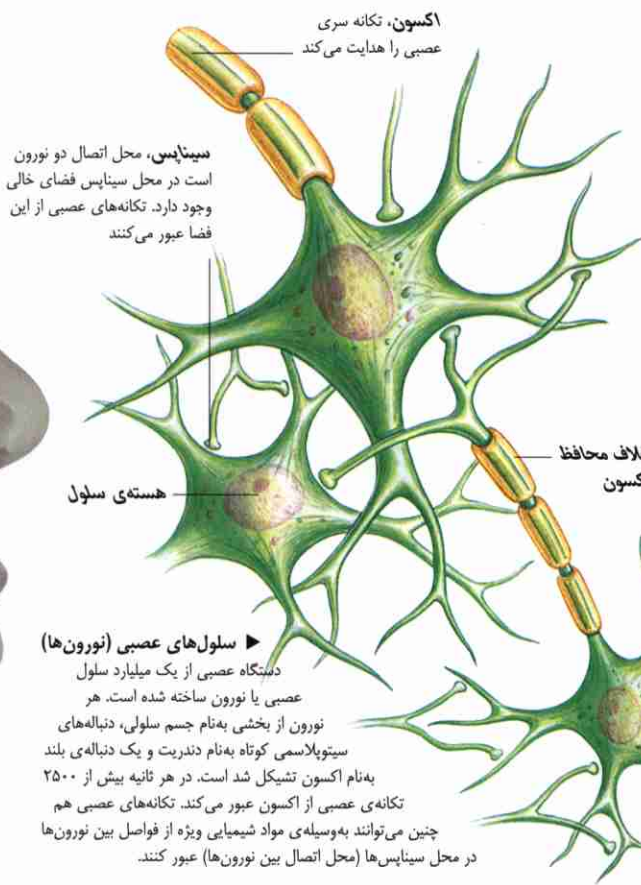 اکسون، تکانه سری
عصبی را هدایت می‌کند
سیناپس، محل اتصال دو نورون
است در محل سیناپس فضای خالی
وجود دارد. تکانه‌های عصبی از این
فضا عبور می‌کنند
لاف محافظ
کسون
هسته‌ی سلول
◀ سلول‌های عصبی (نورون‌ها)
دستگاه عصبی از یک میلیارد سلول
عصبی یا نورون ساخته شده است. هر
نورون از بخشی به‌نام جسم سلولی، دنباله‌های
سیتوپلاسمی کوتاه به‌نام دندریت و یک دنباله‌ی بلند
به‌نام اکسون تشیکل شد است. در هر ثانیه بیش از ۲۵۰۰
تکانه‌ی عصبی از اکسون عبور می‌کند. تکانه‌های عصبی هم
چنین می‌توانند به‌وسیله‌ی مواد شیمیایی ویژه از فواصل بین نورون‌ها
در محل سیناپس‌ها (محل اتصال بین نورون‌ها) عبور کنند.